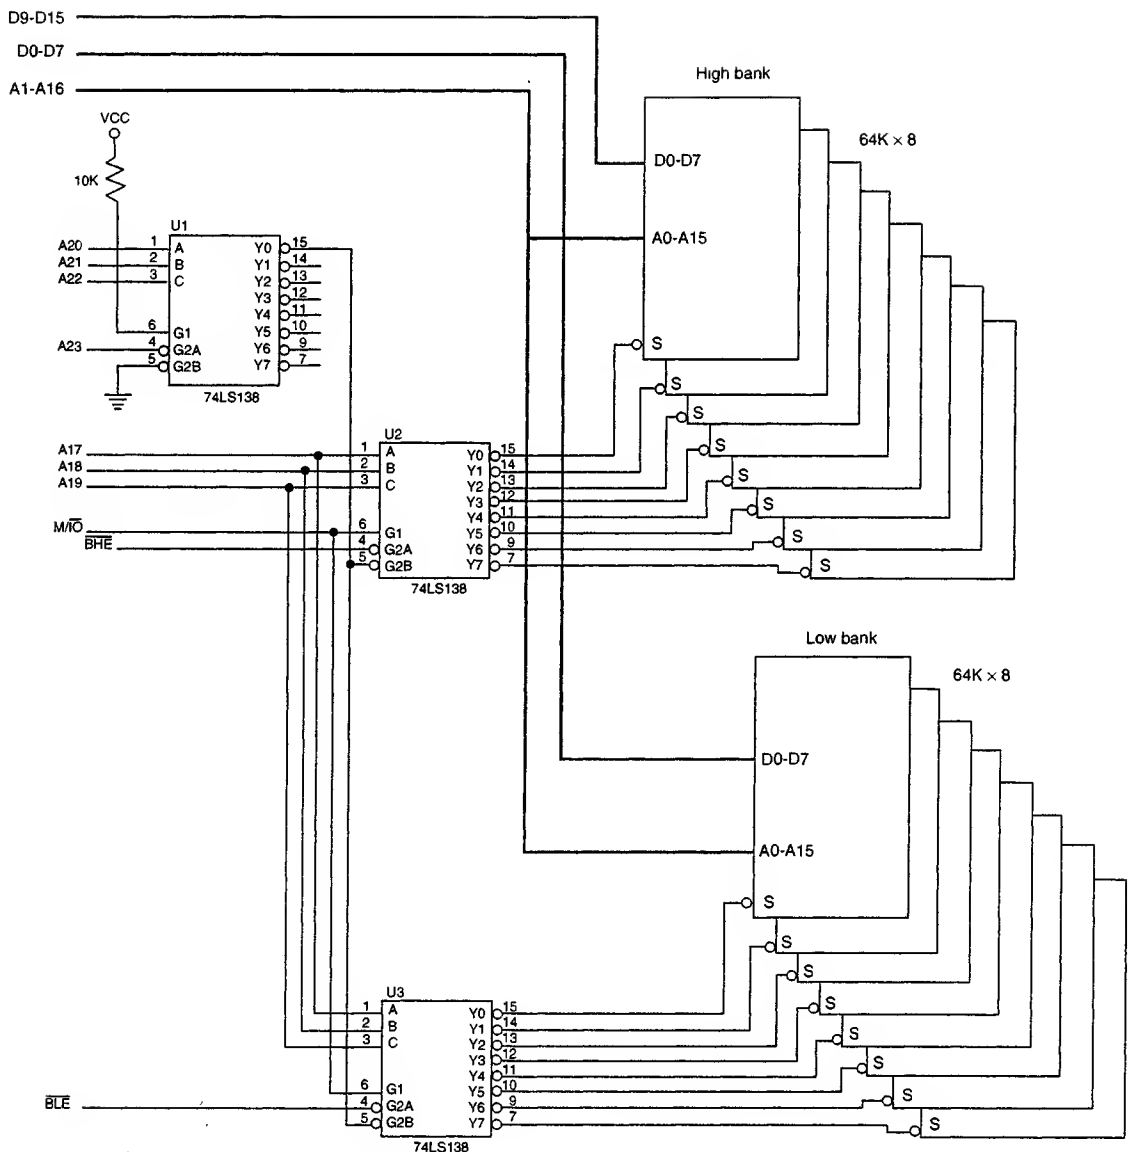 D9-D15
D0-D7
A1-A16
High bank
64K × 8
D0-D7
A0-A15
S
S
S
S
S
S
S
S
VCC
10K
U1
A20 1 A Y0 15
A21 2 B Y1 14
A22 3 C Y2 13
Y3 12
Y4 11
6 G1 Y5 10
A23 4 G2A Y6 9
5 G2B Y7 7
74LS138
U2
A17 1 A Y0 15
A18 2 B Y1 14
A19 3 C Y2 13
Y3 12
Y4 11
M/I̅O̅ 6 G1 Y5 10
B̅H̅E̅ 4 G2A Y6 9
5 G2B Y7 7
74LS138
Low bank
64K × 8
D0-D7
A0-A15
S
S
S
S
S
S
S
S
U3
1 A Y0 15
2 B Y1 14
3 C Y2 13
Y3 12
Y4 11
6 G1 Y5 10
B̅L̅E̅ 4 G2A Y6 9
5 G2B Y7 7
74LS138